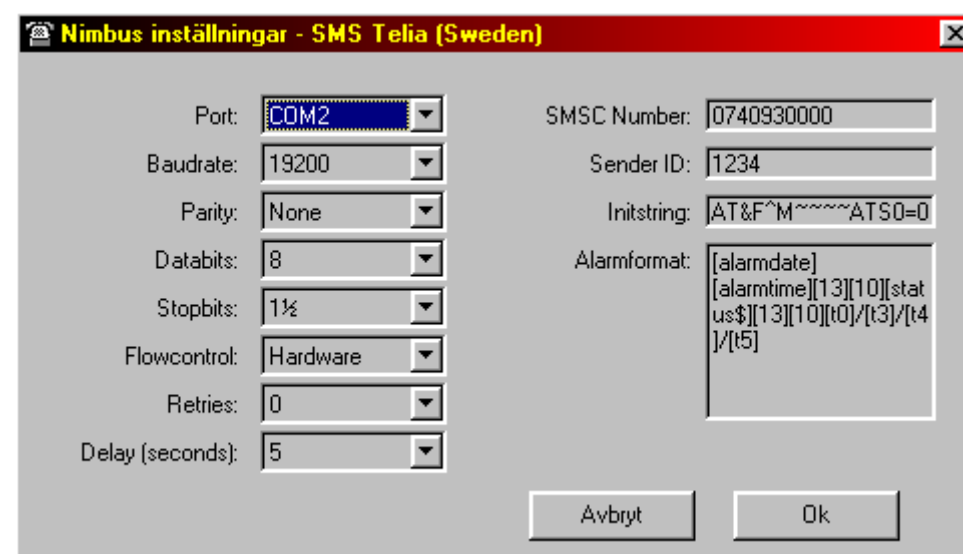 Nimbus inställningar - SMS Telia (Sweden)
Port: COM2
Baudrate: 19200
Parity: None
Databits: 8
Stopbits: 1½
Flowcontrol: Hardware
Retries: 0
Delay (seconds): 5
SMSC Number: 0740930000
Sender ID: 1234
Initstring: AT&F^M~~~~ATS0=0
Alarmformat: [alarmdate]
[alarmtime][13][10][stat
us$][13][10][t0]/[t3]/[t4
]/[t5]
Avbryt
Ok